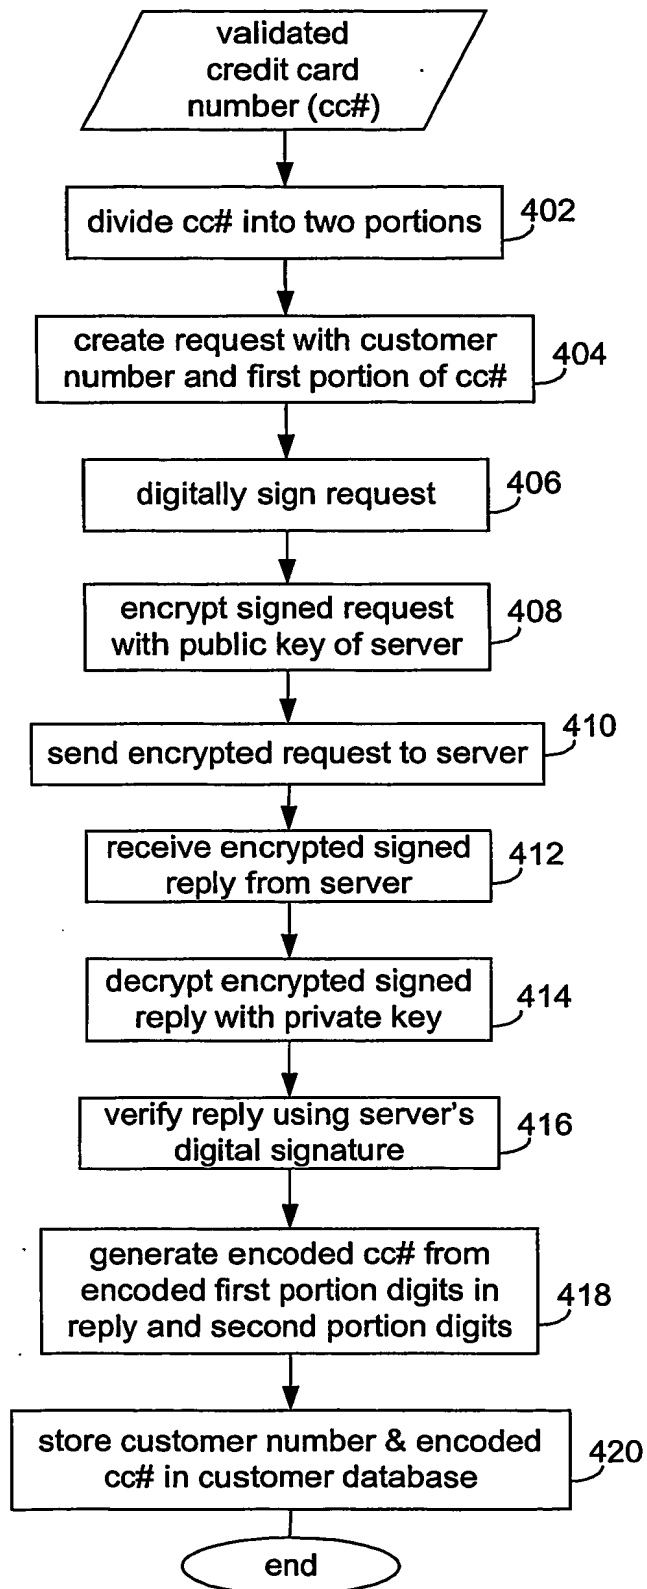 validated
credit card
number (cc#)
divide cc# into two portions
402
create request with customer
number and first portion of cc#
404
digitally sign request
406
encrypt signed request
with public key of server
408
send encrypted request to server
410
receive encrypted signed
reply from server
412
decrypt encrypted signed
reply with private key
414
verify reply using server's
digital signature
416
generate encoded cc# from
encoded first portion digits in
reply and second portion digits
418
store customer number & encoded
cc# in customer database
420
end